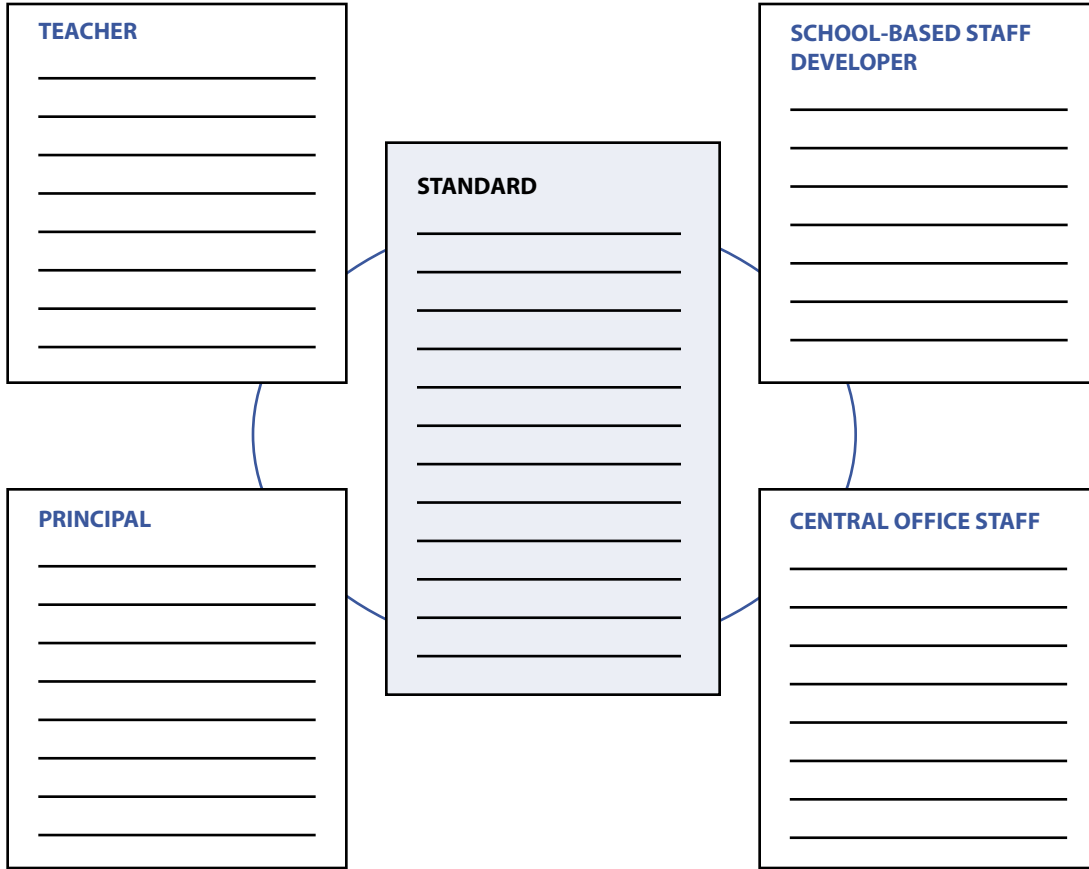 TEACHER
SCHOOL-BASED STAFF
DEVELOPER
STANDARD
PRINCIPAL
CENTRAL OFFICE STAFF